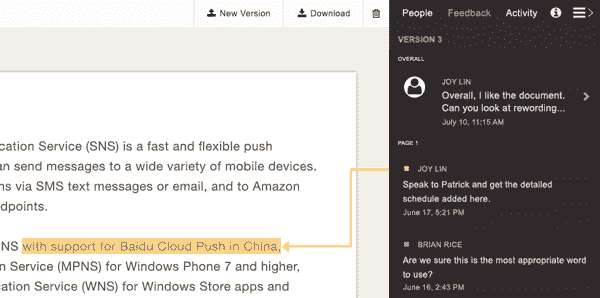 New Version
Download
cation Service (SNS) is a fast and flexible push
an send messages to a wide variety of mobile devices.
ns via SMS text messages or email, and to Amazon
dpoints.
NS with support for Baidu Cloud Push in China,
n Service (MPNS) for Windows Phone 7 and higher,
cation Service (WNS) for Windows Store apps and
People
Feedback
Activity
VERSION 3
OVERALL
JOY LIN
Overall, I like the document.
Can you look at rewording...
July 10, 11:15 AM
PAGE 1
JOY LIN
Speak to Patrick and get the detailed
schedule added here.
June 17, 5:21 PM
BRIAN RICE
Are we sure this is the most appropriate word
to use?
June 16, 2:43 PM